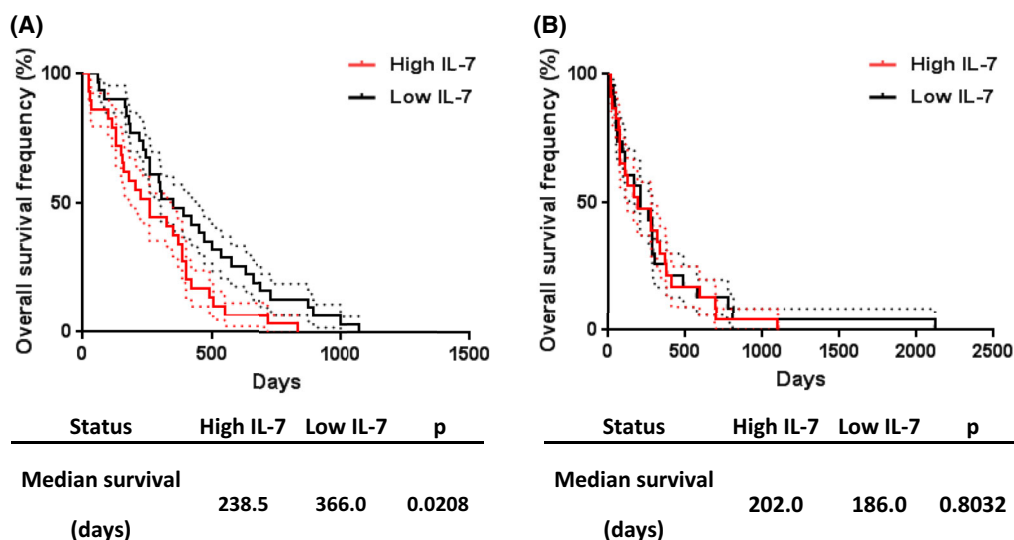 (A)
Overall survival frequency (%)
High IL-7
Low IL-7
100
50
0
0 500 1000 1500
Days
Status High IL-7 Low IL-7 p
Median survival
238.5 366.0 0.0208
(days)
(B)
Overall survival frequency (%)
High IL-7
Low IL-7
100
50
0
0 500 1000 1500 2000 2500
Days
Status High IL-7 Low IL-7 p
Median survival
202.0 186.0 0.8032
(days)